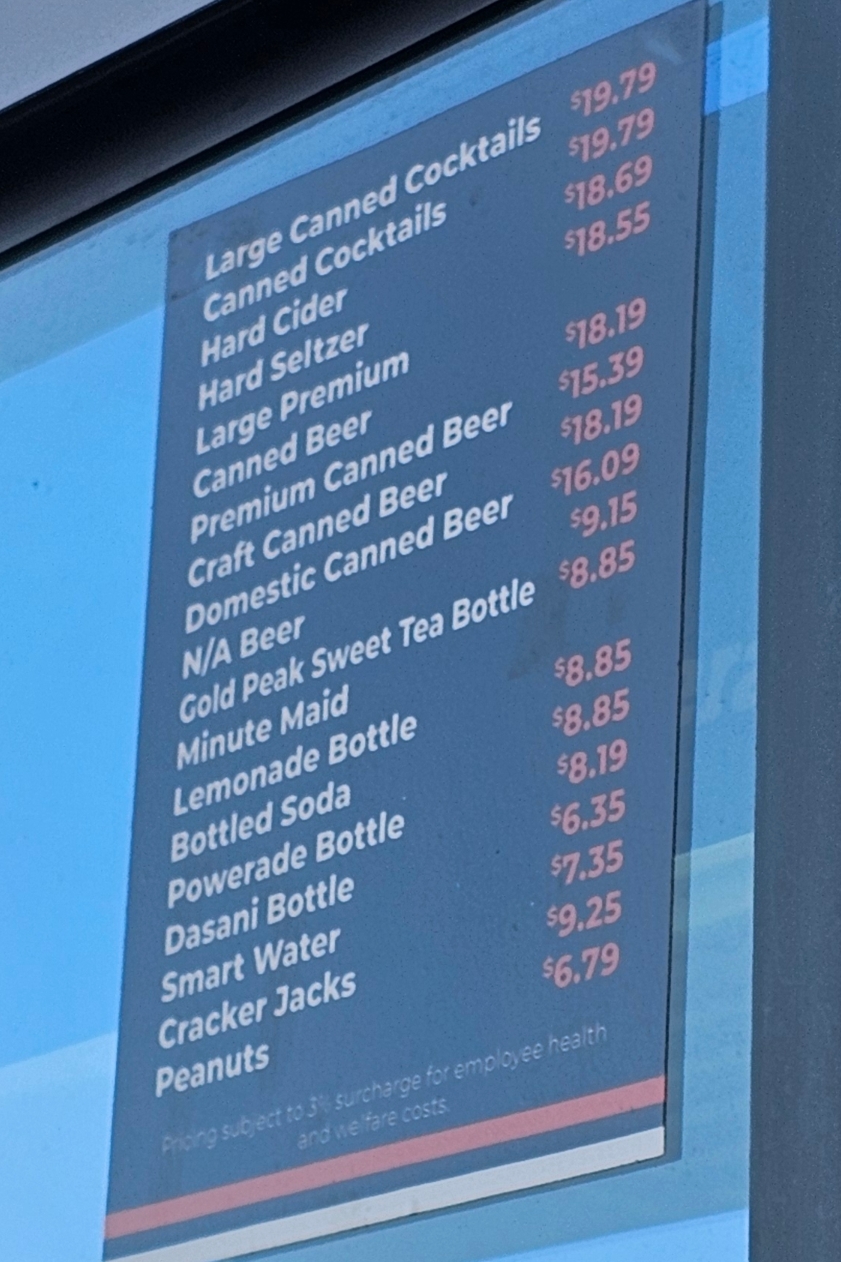 Large Canned Cocktails $19.79
Canned Cocktails $19.79
Hard Cider $18.69
Hard Seltzer $18.55
Large Premium
Canned Beer $18.19
Premium Canned Beer $15.39
Craft Canned Beer $18.19
Domestic Canned Beer $16.09
N/A Beer $9.15
Gold Peak Sweet Tea Bottle $8.85
Minute Maid
Lemonade Bottle $8.85
Bottled Soda $8.85
Powerade Bottle $8.19
Dasani Bottle $6.35
Smart Water $7.35
Cracker Jacks $9.25
Peanuts $6.79
Pricing subject to 3% surcharge for employee health
and welfare costs.